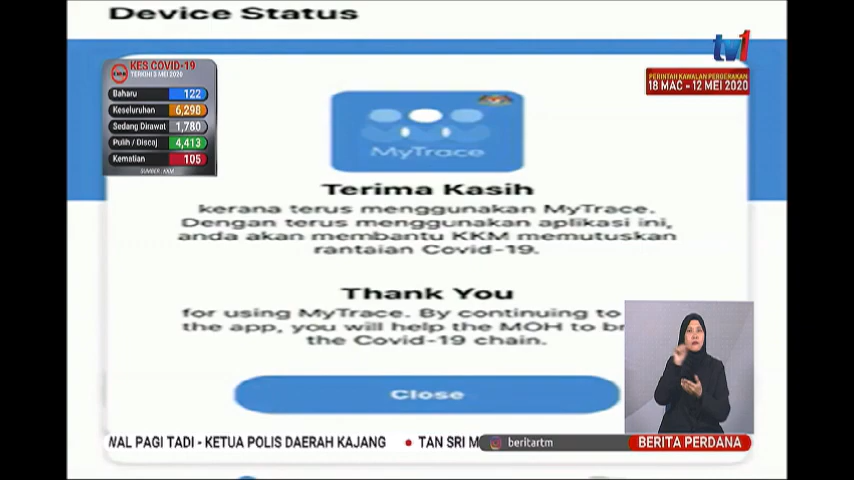 Device Status
tv1
KES COVID-19
TERKINI 3 MEI 2020
Baharu 122
Keseluruhan 6,298
Sedang Dirawat 1,780
Pulih / Discaj 4,413
Kematian 105
SUMBER : KKM
PERINTAH KAWALAN PERGERAKAN
18 MAC - 12 MEI 2020
MyTrace
Terima Kasih
kerana terus menggunakan MyTrace.
Dengan terus menggunakan aplikasi ini,
anda akan membantu KKM memutuskan
rantaian Covid-19.
Thank You
for using MyTrace. By continuing to
the app, you will help the MOH to br
the Covid-19 chain.
Close
WAL PAGI TADI - KETUA POLIS DAERAH KAJANG • TAN SRI M
beritartm
BERITA PERDANA